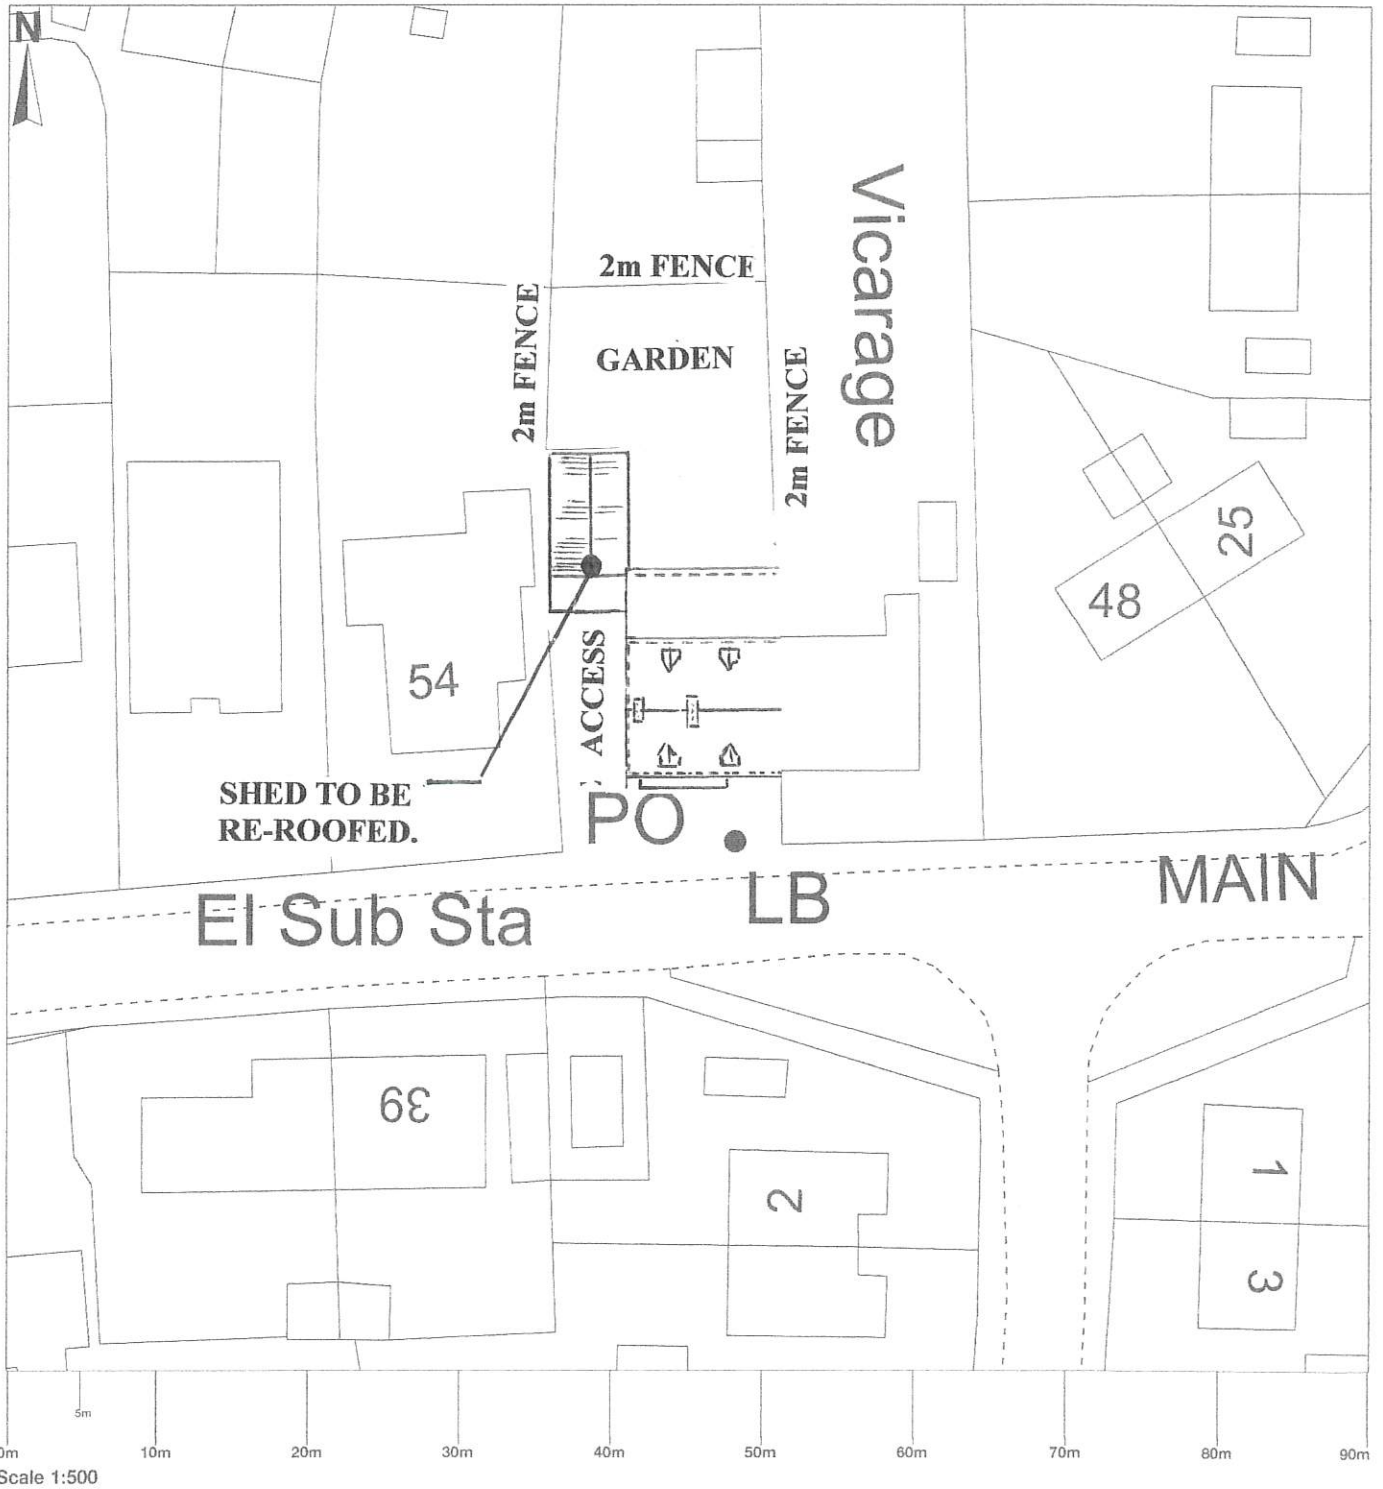 N
Vicarage
2m FENCE
2m FENCE
GARDEN
2m FENCE
25
48
54
ACCESS
SHED TO BE
RE-ROOFED.
PO
LB
MAIN
El Sub Sta
39
2
1
3
5m
0m
10m
20m
30m
40m
50m
60m
70m
80m
90m
Scale 1:500